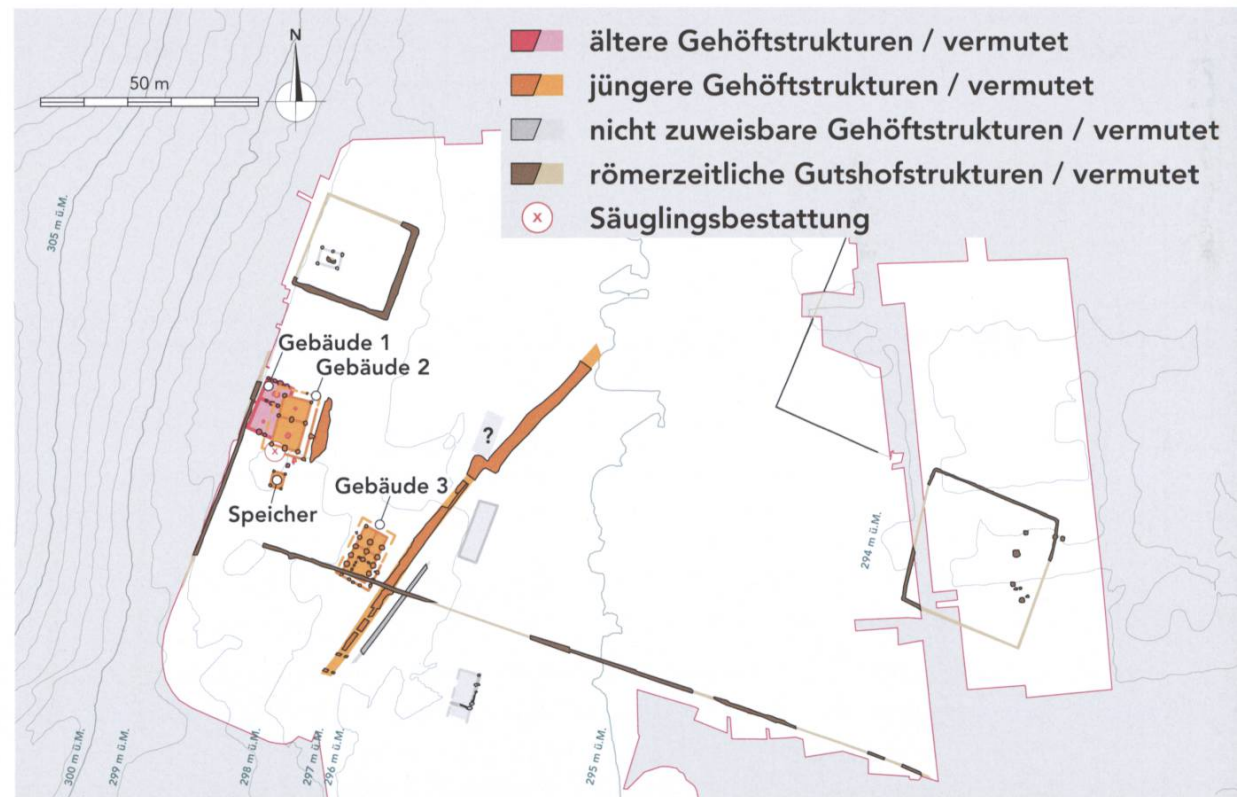 N
50 m
ältere Gehöftstrukturen / vermutet
jüngere Gehöftstrukturen / vermutet
nicht zuweisbare Gehöftstrukturen / vermutet
römerzeitliche Gutshofstrukturen / vermutet
x Säuglingsbestattung
305 m ü.M.
Gebäude 1
Gebäude 2
?
x
Gebäude 3
Speicher
294 m ü.M.
300 m ü.M.
299 m ü.M.
298 m ü.M.
297 m ü.M.
296 m ü.M.
295 m ü.M.